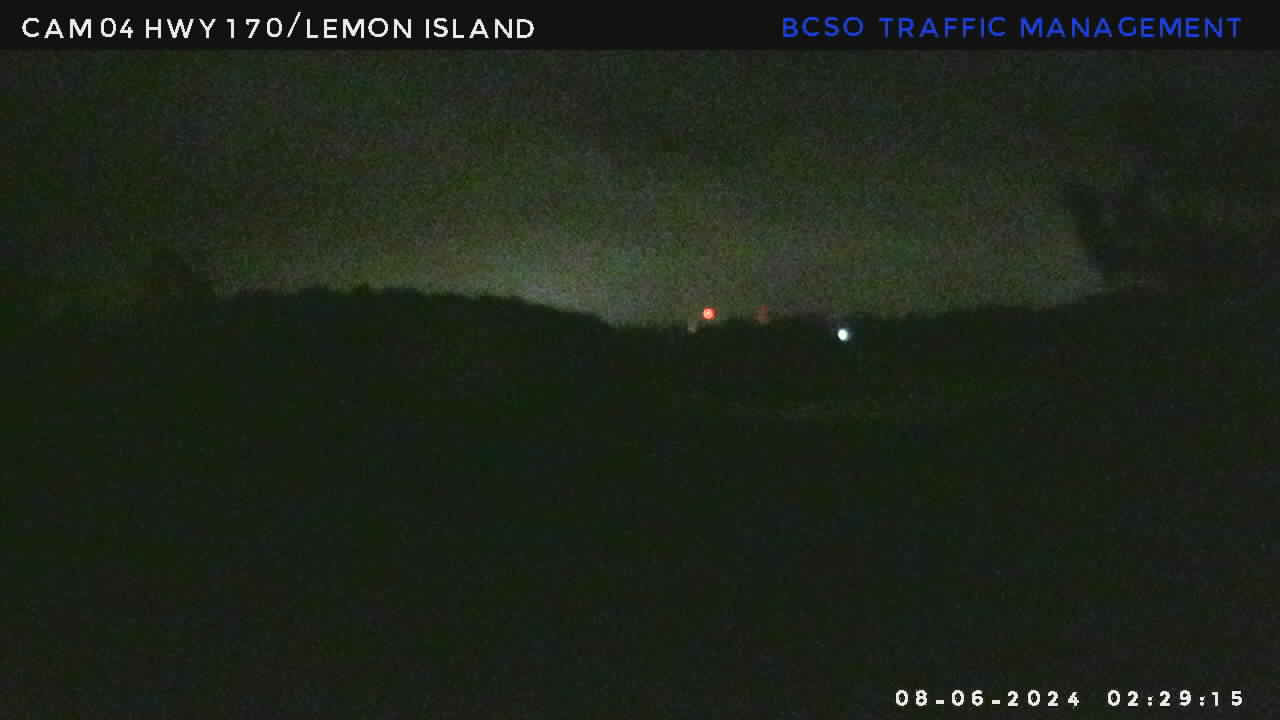 CAM04 HWY 170/LEMON ISLAND
BCSO TRAFFIC MANAGEMENT
08-06-2024 02:29:15